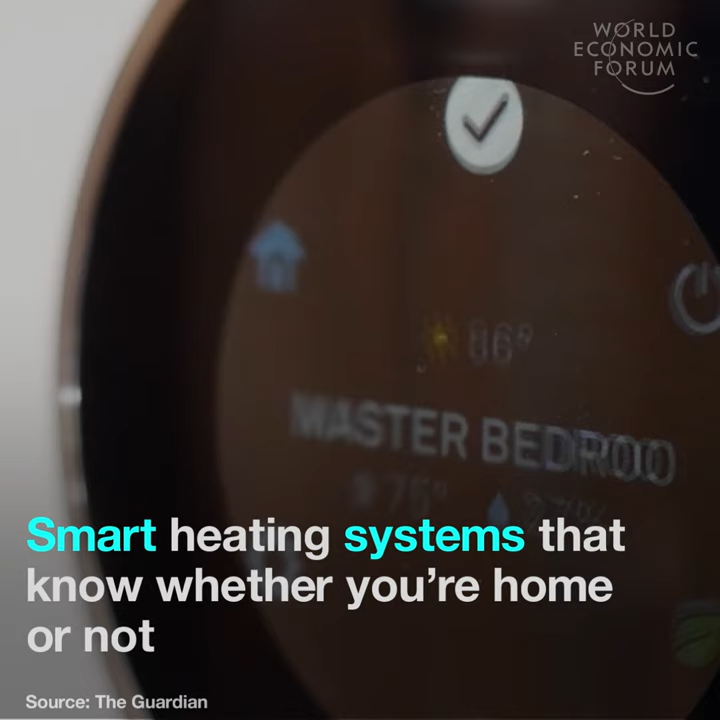 WORLD
ECONOMIC
FORUM
86°
MASTER BEDROO
75°
Smart heating systems that
know whether you're home
or not
Source: The Guardian